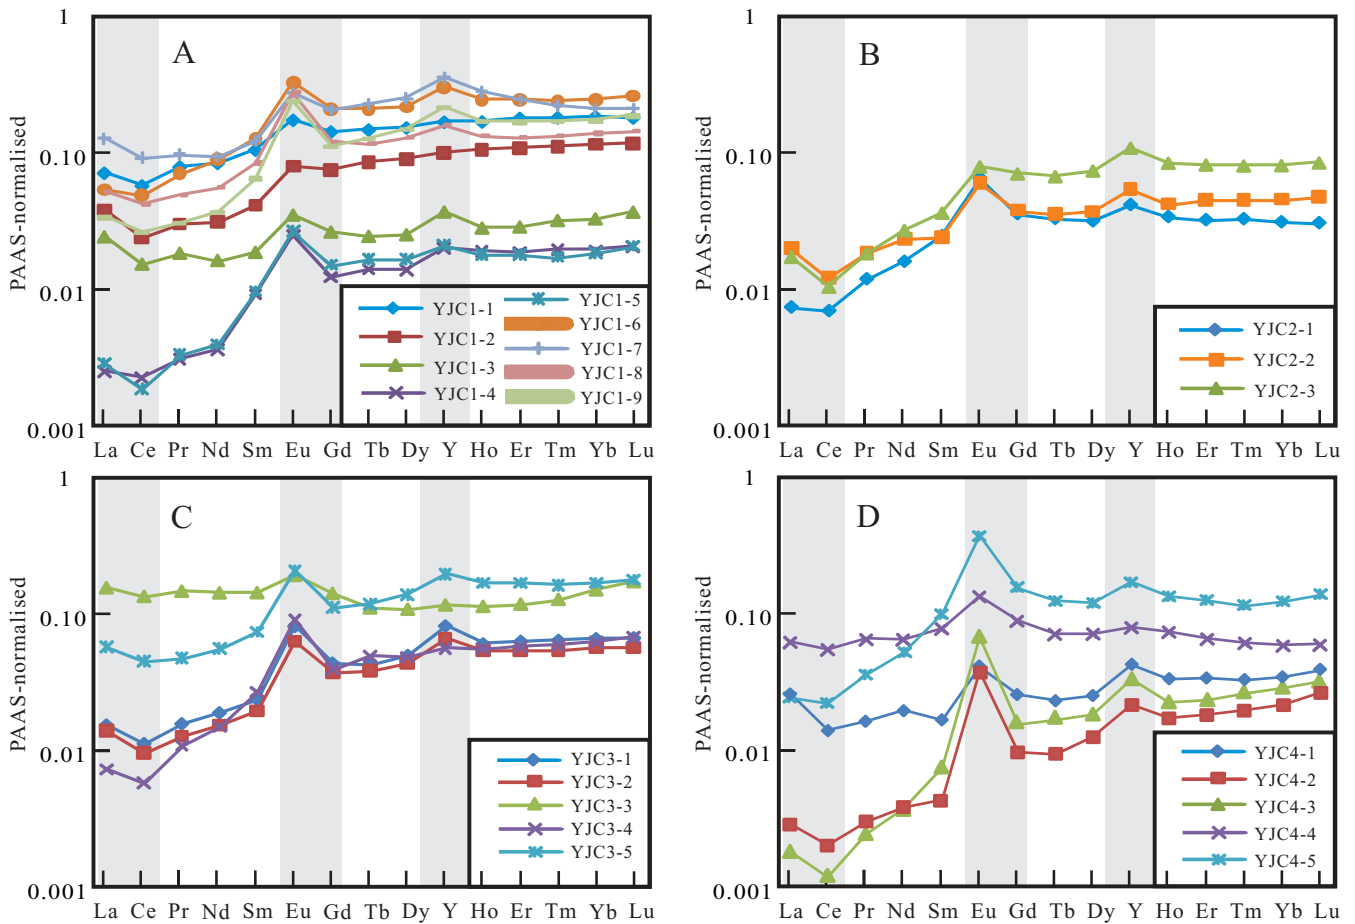 1
A
0.10
0.01
0.001
PAAS-normalised
YJC1-1
YJC1-2
YJC1-3
YJC1-4
YJC1-5
YJC1-6
YJC1-7
YJC1-8
YJC1-9
La Ce Pr Nd Sm Eu Gd Tb Dy Y Ho Er Tm Yb Lu
1
B
0.10
0.01
0.001
PAAS-normalised
YJC2-1
YJC2-2
YJC2-3
La Ce Pr Nd Sm Eu Gd Tb Dy Y Ho Er Tm Yb Lu
1
C
0.10
0.01
0.001
PAAS-normalised
YJC3-1
YJC3-2
YJC3-3
YJC3-4
YJC3-5
La Ce Pr Nd Sm Eu Gd Tb Dy Y Ho Er Tm Yb Lu
1
D
0.10
0.01
0.001
PAAS-normalised
YJC4-1
YJC4-2
YJC4-3
YJC4-4
YJC4-5
La Ce Pr Nd Sm Eu Gd Tb Dy Y Ho Er Tm Yb Lu